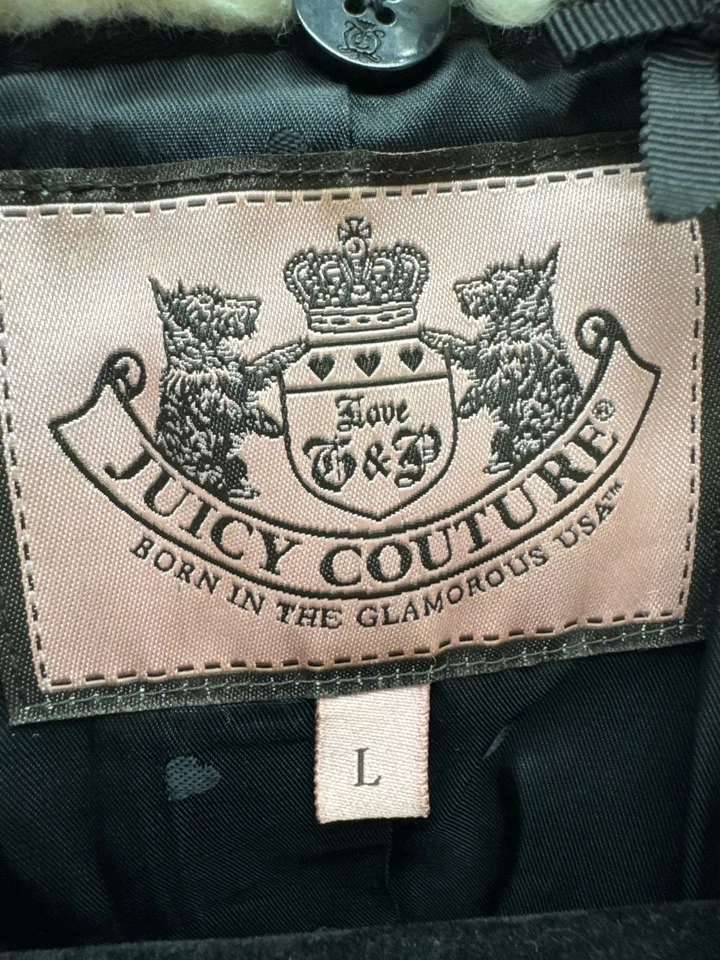 Love
G&P
JUICY COUTURE®
BORN IN THE GLAMOROUS USA™
L